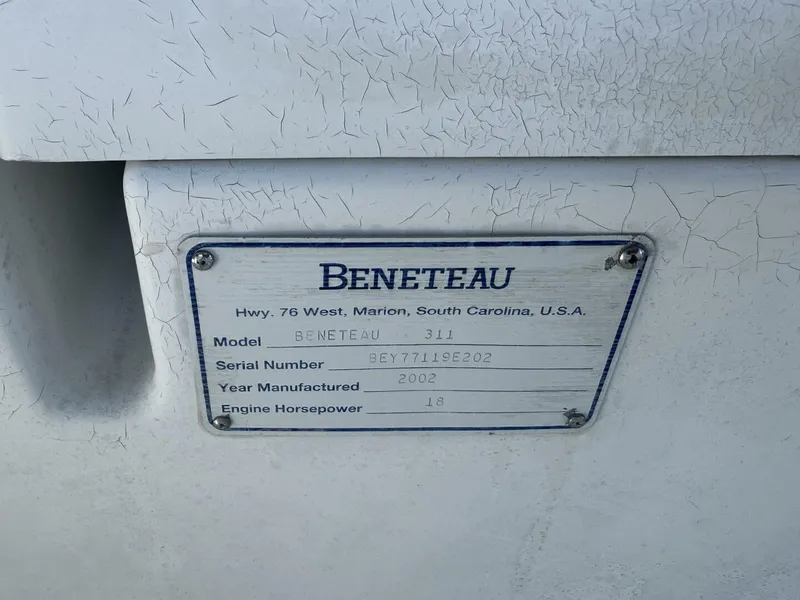 BENETEAU
Hwy. 76 West, Marion, South Carolina, U.S.A.
Model BENETEAU 311
Serial Number BEY77119E202
Year Manufactured 2002
Engine Horsepower 18